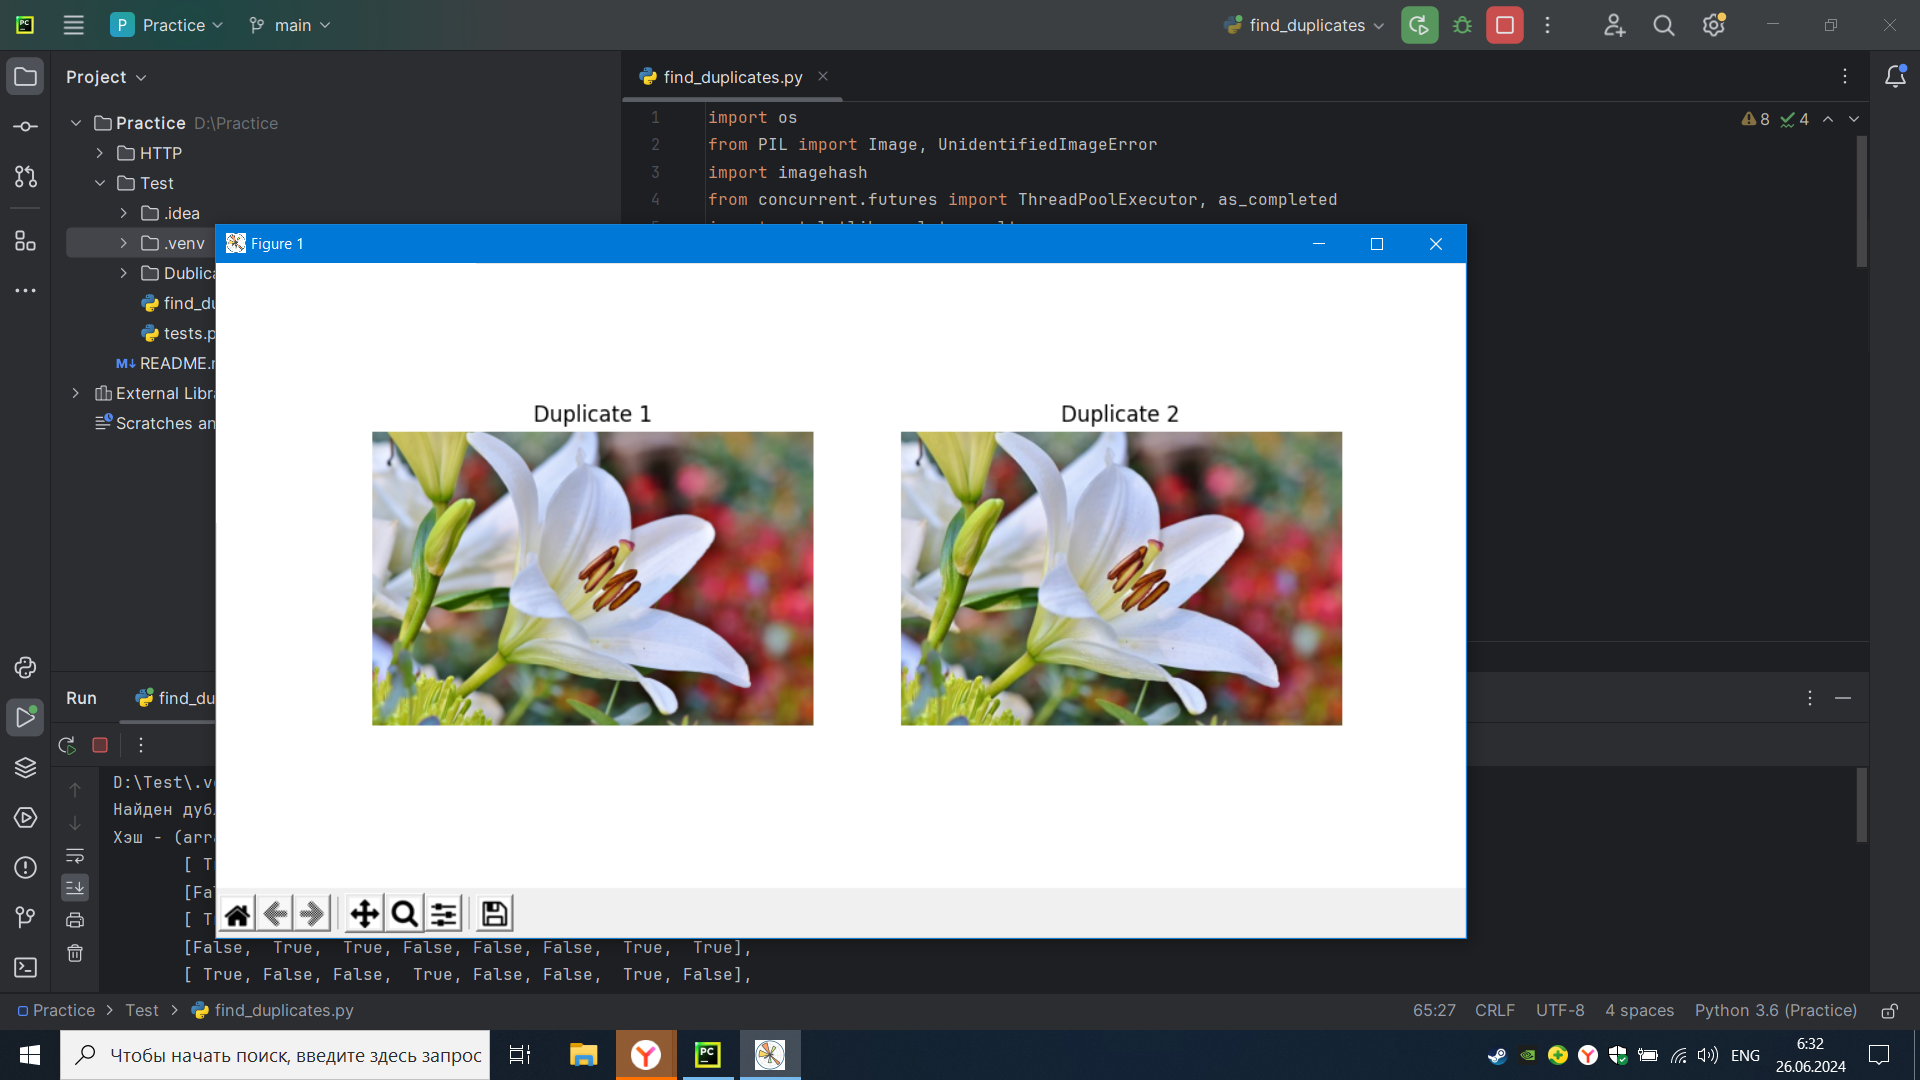 Practice
main
find_duplicates
Project
find_duplicates.py
Practice D:\Practice
HTTP
Test
.idea
.venv
Dublica
find_du
tests.p
README.m
External Libra
Scratches an
1 import os
2 from PIL import Image, UnidentifiedImageError
3 import imagehash
4 from concurrent.futures import ThreadPoolExecutor, as_completed
8 4
Figure 1
Duplicate 1
Duplicate 2
Run find_du
D:\Test\.v
Найден дуб
Хэш - (arr
[ T
[Fa
[ T
[False, True, True, False, False, False, True, True],
[ True, False, False, True, False, False, True, False],
Practice > Test > find_duplicates.py
65:27 CRLF UTF-8 4 spaces Python 3.6 (Practice)
Чтобы начать поиск, введите здесь запрос
ENG
6:32
26.06.2024